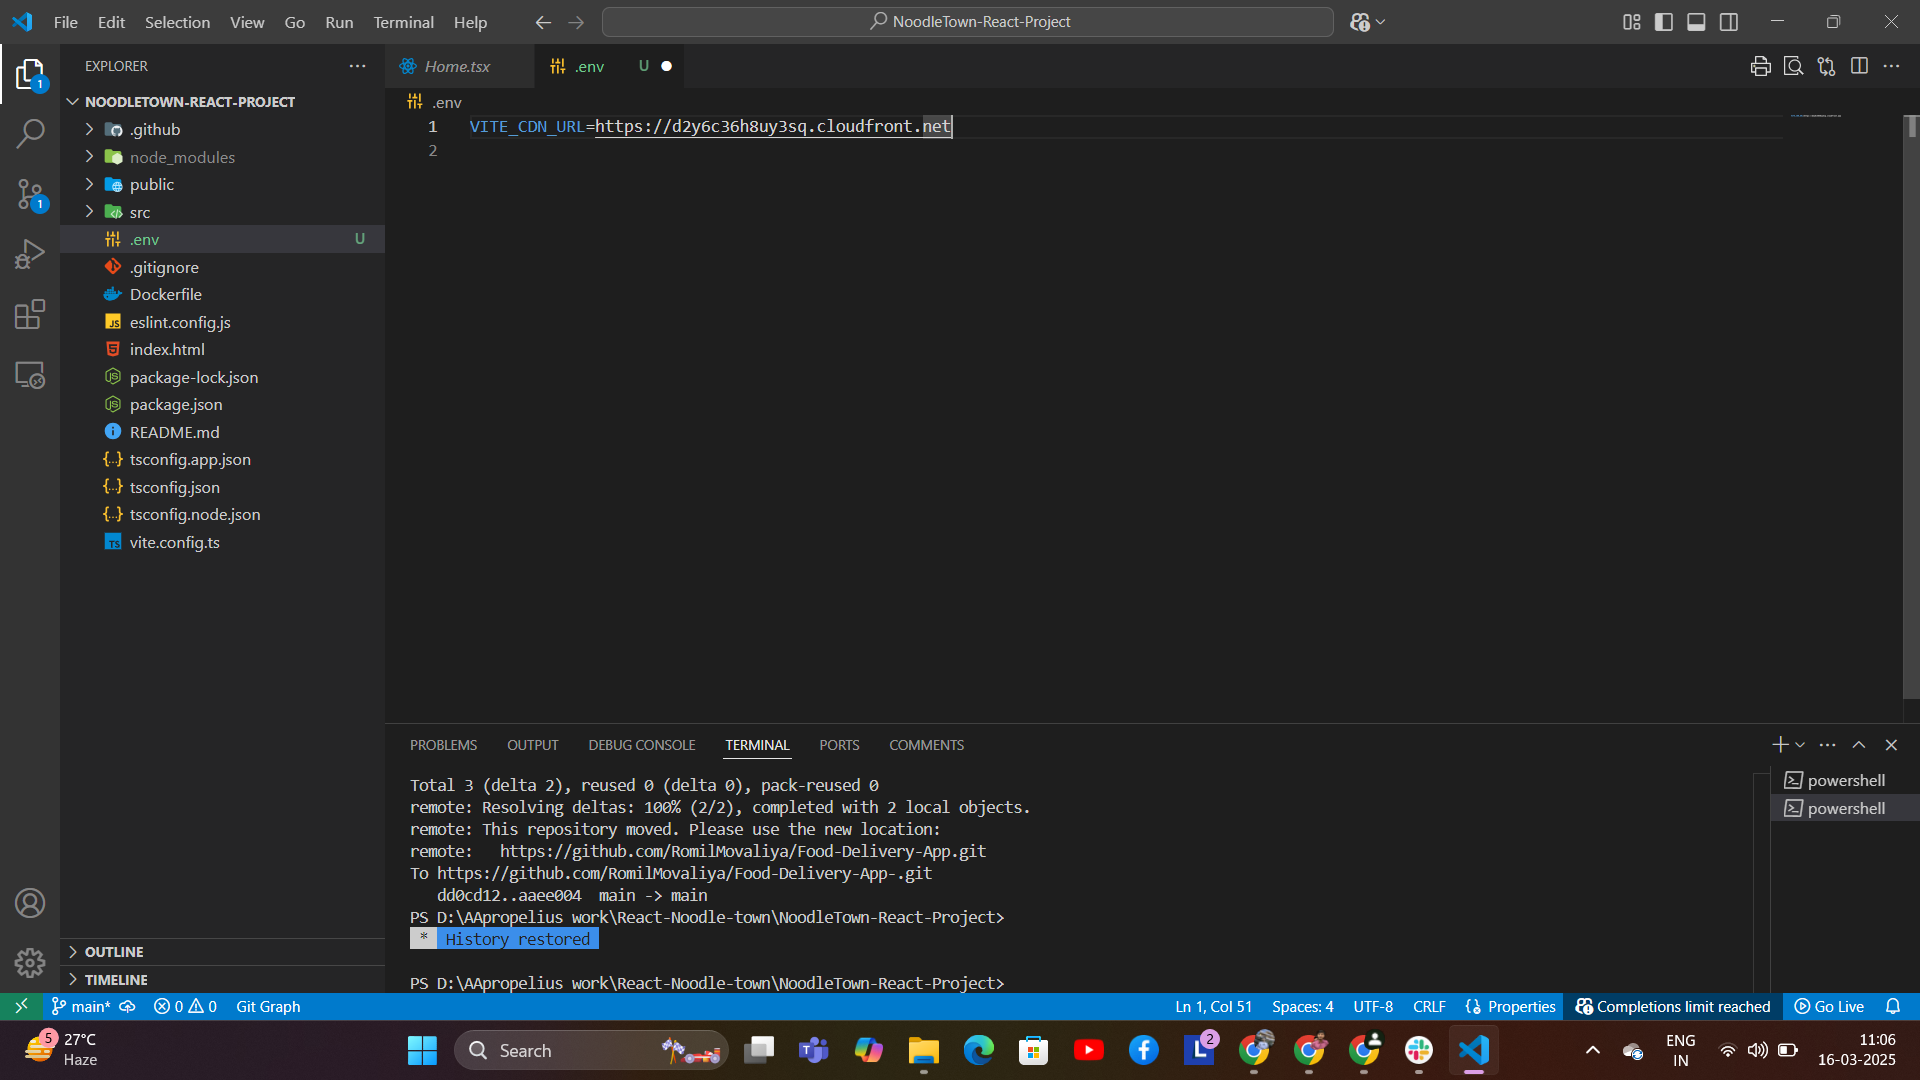 File Edit Selection View Go Run Terminal Help
NoodleTown-React-Project
EXPLORER
Home.tsx
.env U
NOODLETOWN-REACT-PROJECT
.github
node_modules
public
src
.env U
.gitignore
Dockerfile
eslint.config.js
index.html
package-lock.json
package.json
README.md
tsconfig.app.json
tsconfig.json
tsconfig.node.json
vite.config.ts
OUTLINE
TIMELINE
1
1
.env
1 VITE_CDN_URL=https://d2y6c36h8uy3sq.cloudfront.net
2
PROBLEMS OUTPUT DEBUG CONSOLE TERMINAL PORTS COMMENTS
Total 3 (delta 2), reused 0 (delta 0), pack-reused 0
remote: Resolving deltas: 100% (2/2), completed with 2 local objects.
remote: This repository moved. Please use the new location:
remote:   https://github.com/RomilMovaliya/Food-Delivery-App.git
To https://github.com/RomilMovaliya/Food-Delivery-App-.git
   dd0cd12..aaee004  main -> main
PS D:\AApropelius work\React-Noodle-town\NoodleTown-React-Project>
* History restored
PS D:\AApropelius work\React-Noodle-town\NoodleTown-React-Project>
powershell
powershell
main* 0 0 Git Graph
Ln 1, Col 51 Spaces: 4 UTF-8 CRLF Properties Completions limit reached Go Live
5
27°C
Haze
Search
L
2
ENG
IN
11:06
16-03-2025